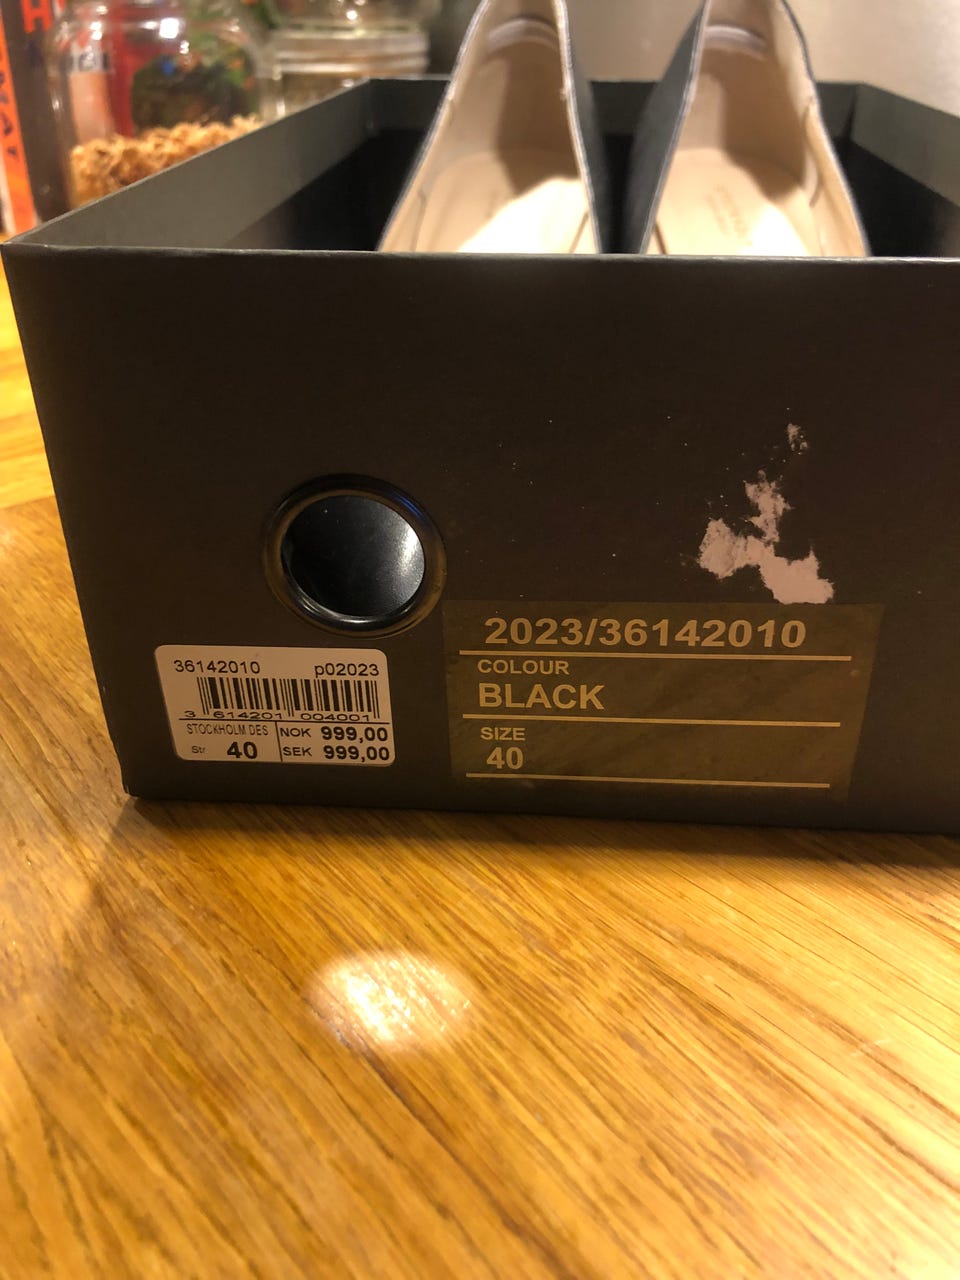 36142010 p02023
3 614201 004001
STOCKHOLM DES
Str 40
NOK 999,00
SEK 999,00
2023/36142010
COLOUR
BLACK
SIZE
40